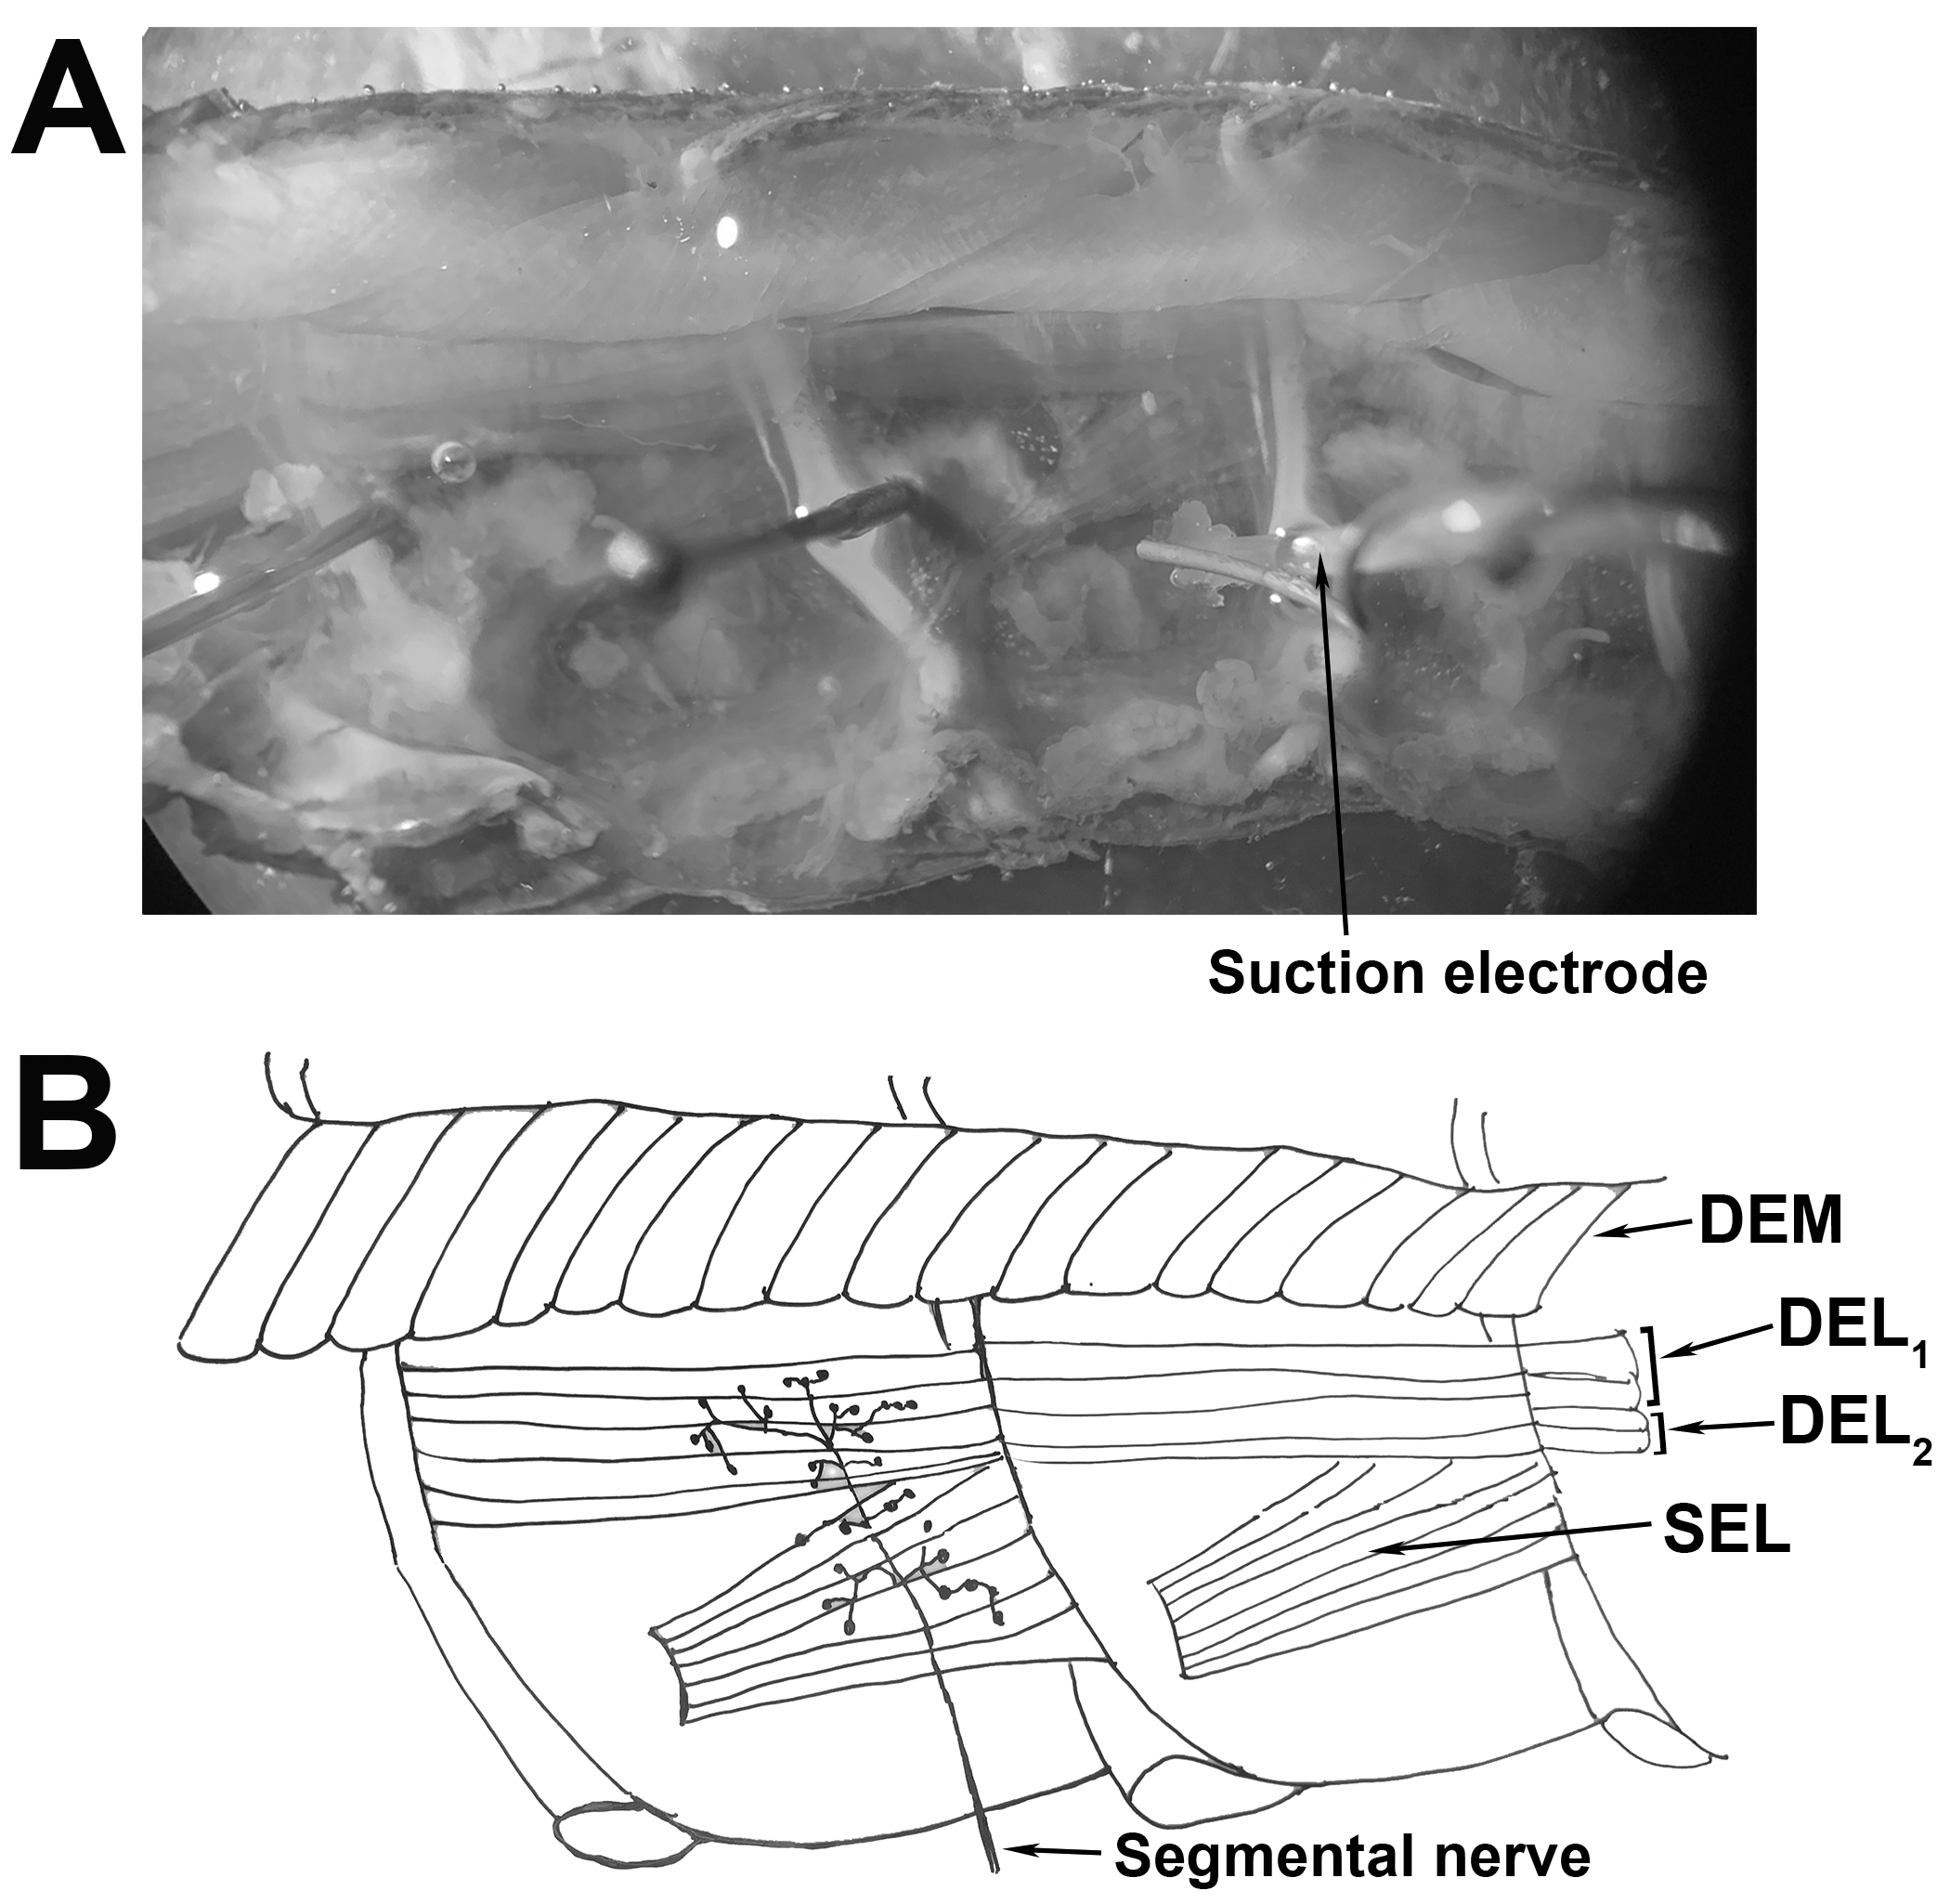 A
Suction electrode
B
DEM
DEL1
DEL2
SEL
Segmental nerve